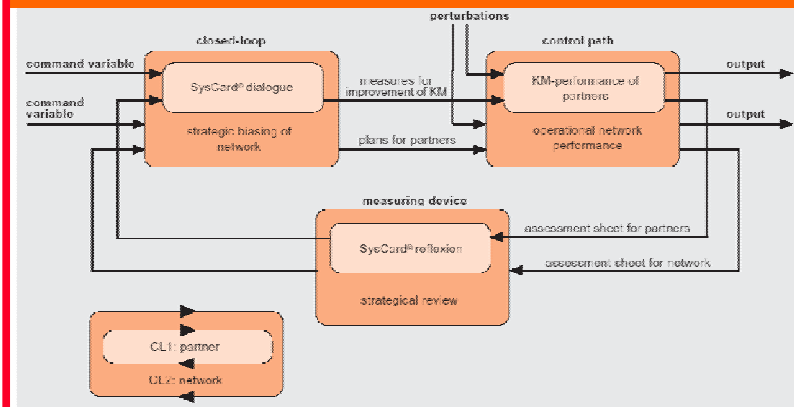 perturbations
closed-loop
control path
command variable
output
SysCard® dialogue
measures for
improvement of KM
KM-performance of
partners
command
variable
output
strategic biasing of
network
plans for partners
operational network
performance
measuring device
assessment sheet for partners
SysCard® reflexion
assessment sheet for network
strategical review
CL1: partner
CL2: network